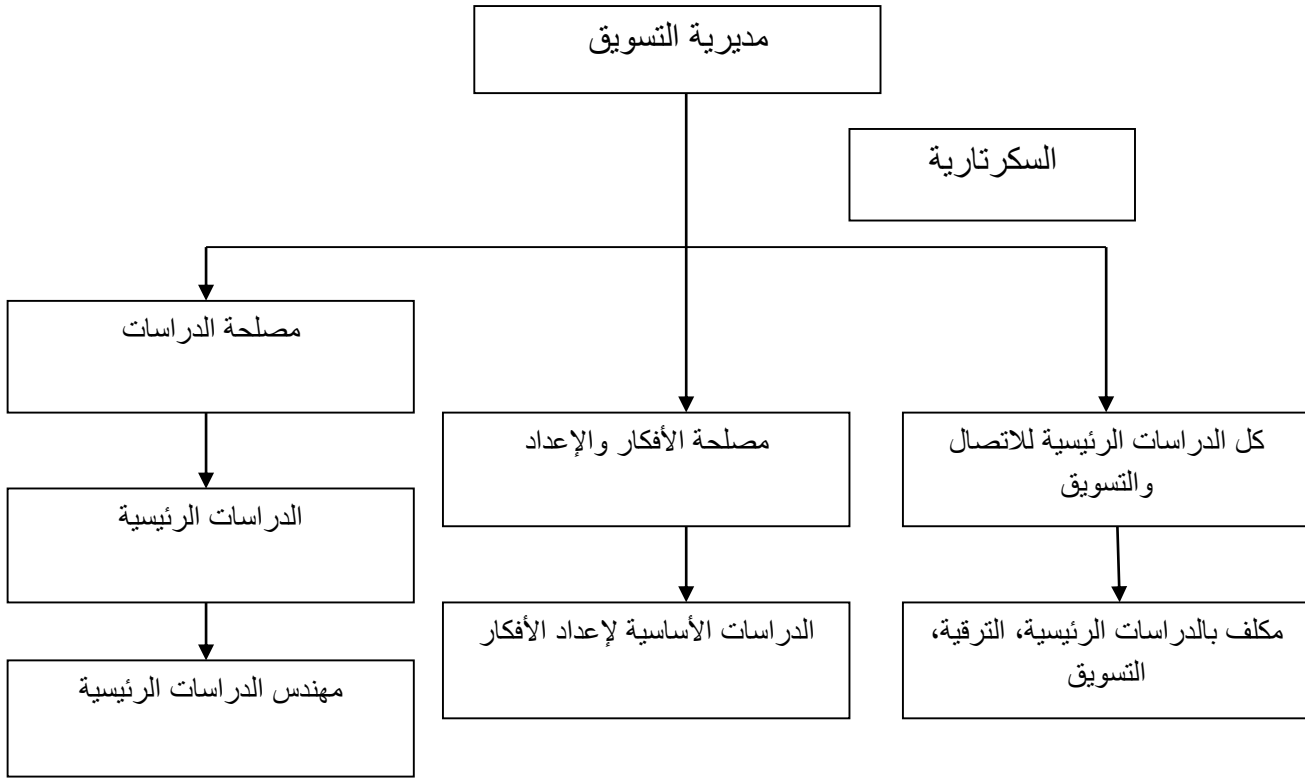 مديرية التسويق
السكرتارية
مصلحة الدراسات
كل الدراسات الرئيسية للاتصال
والتسويق
مصلحة الأفكار والإعداد
الدراسات الرئيسية
مكلف بالدراسات الرئيسية، الترقية،
التسويق
الدراسات الأساسية لإعداد الأفكار
مهندس الدراسات الرئيسية